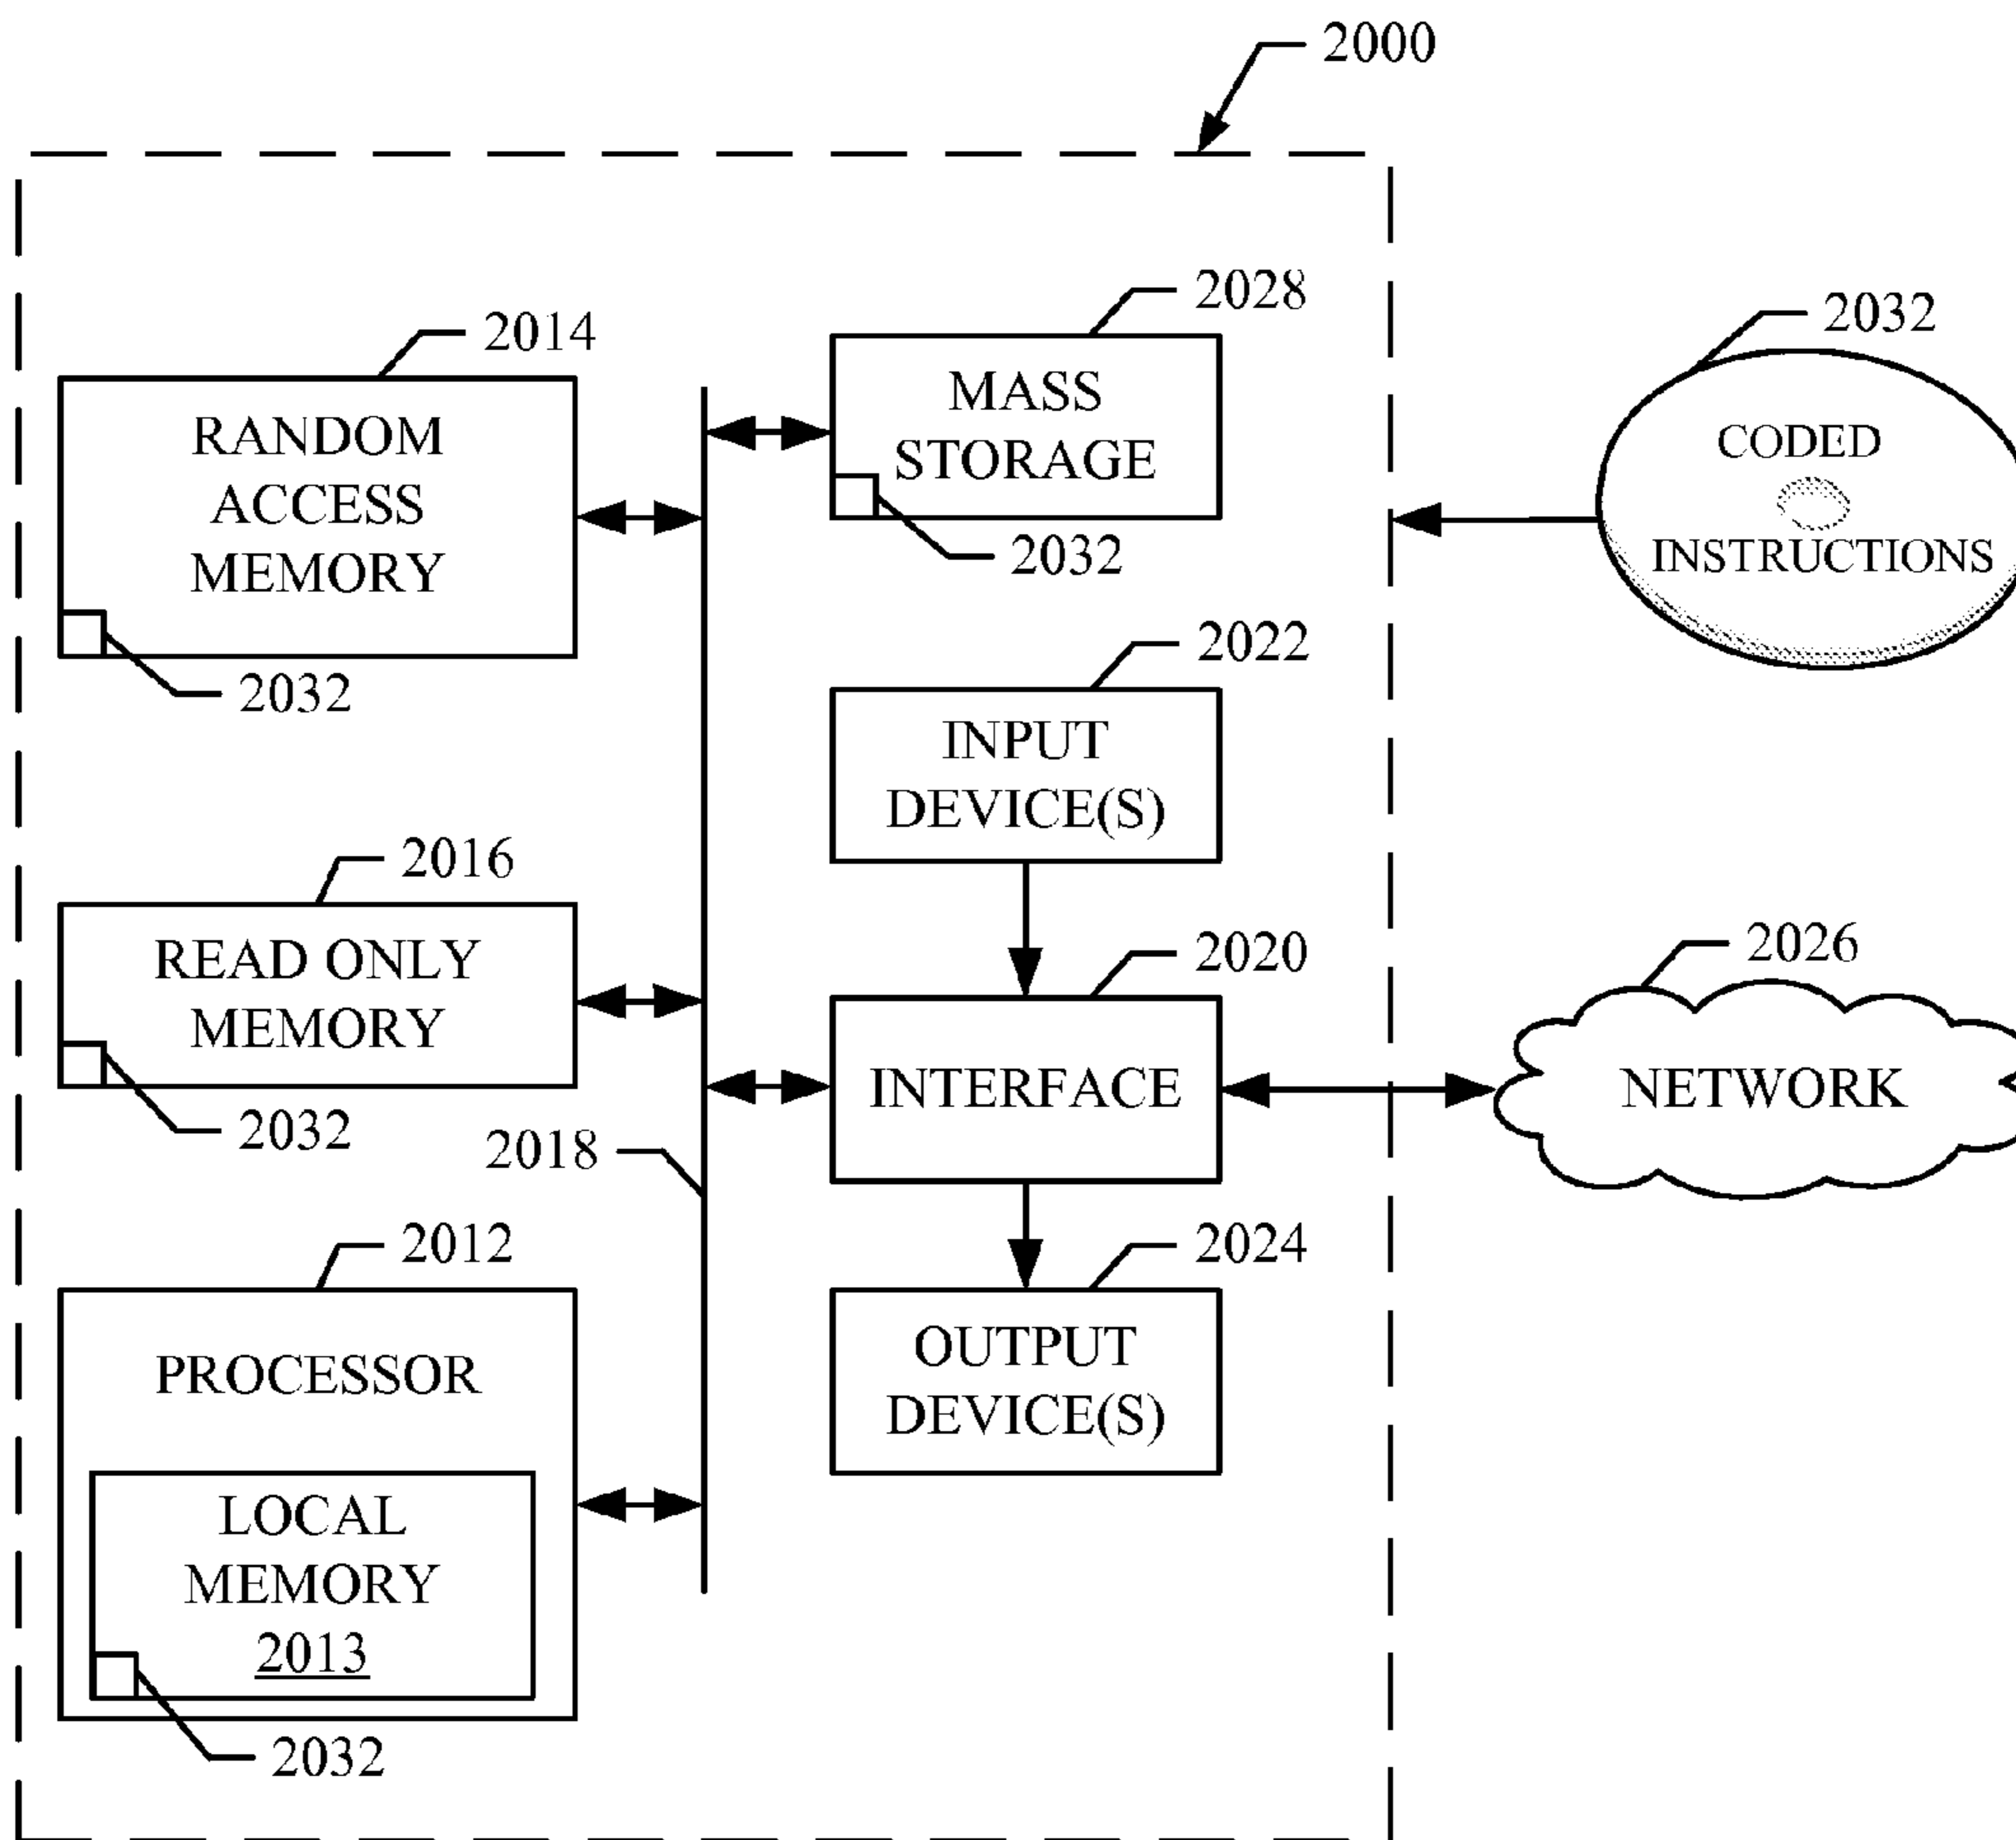 2000
2014
RANDOM
ACCESS
MEMORY
2032
2028
MASS
STORAGE
2032
2032
CODED
INSTRUCTIONS
2022
INPUT
DEVICE(S)
2016
READ ONLY
MEMORY
2032
2018
2020
INTERFACE
2026
NETWORK
2012
PROCESSOR
LOCAL
MEMORY
2013
2032
2024
OUTPUT
DEVICE(S)